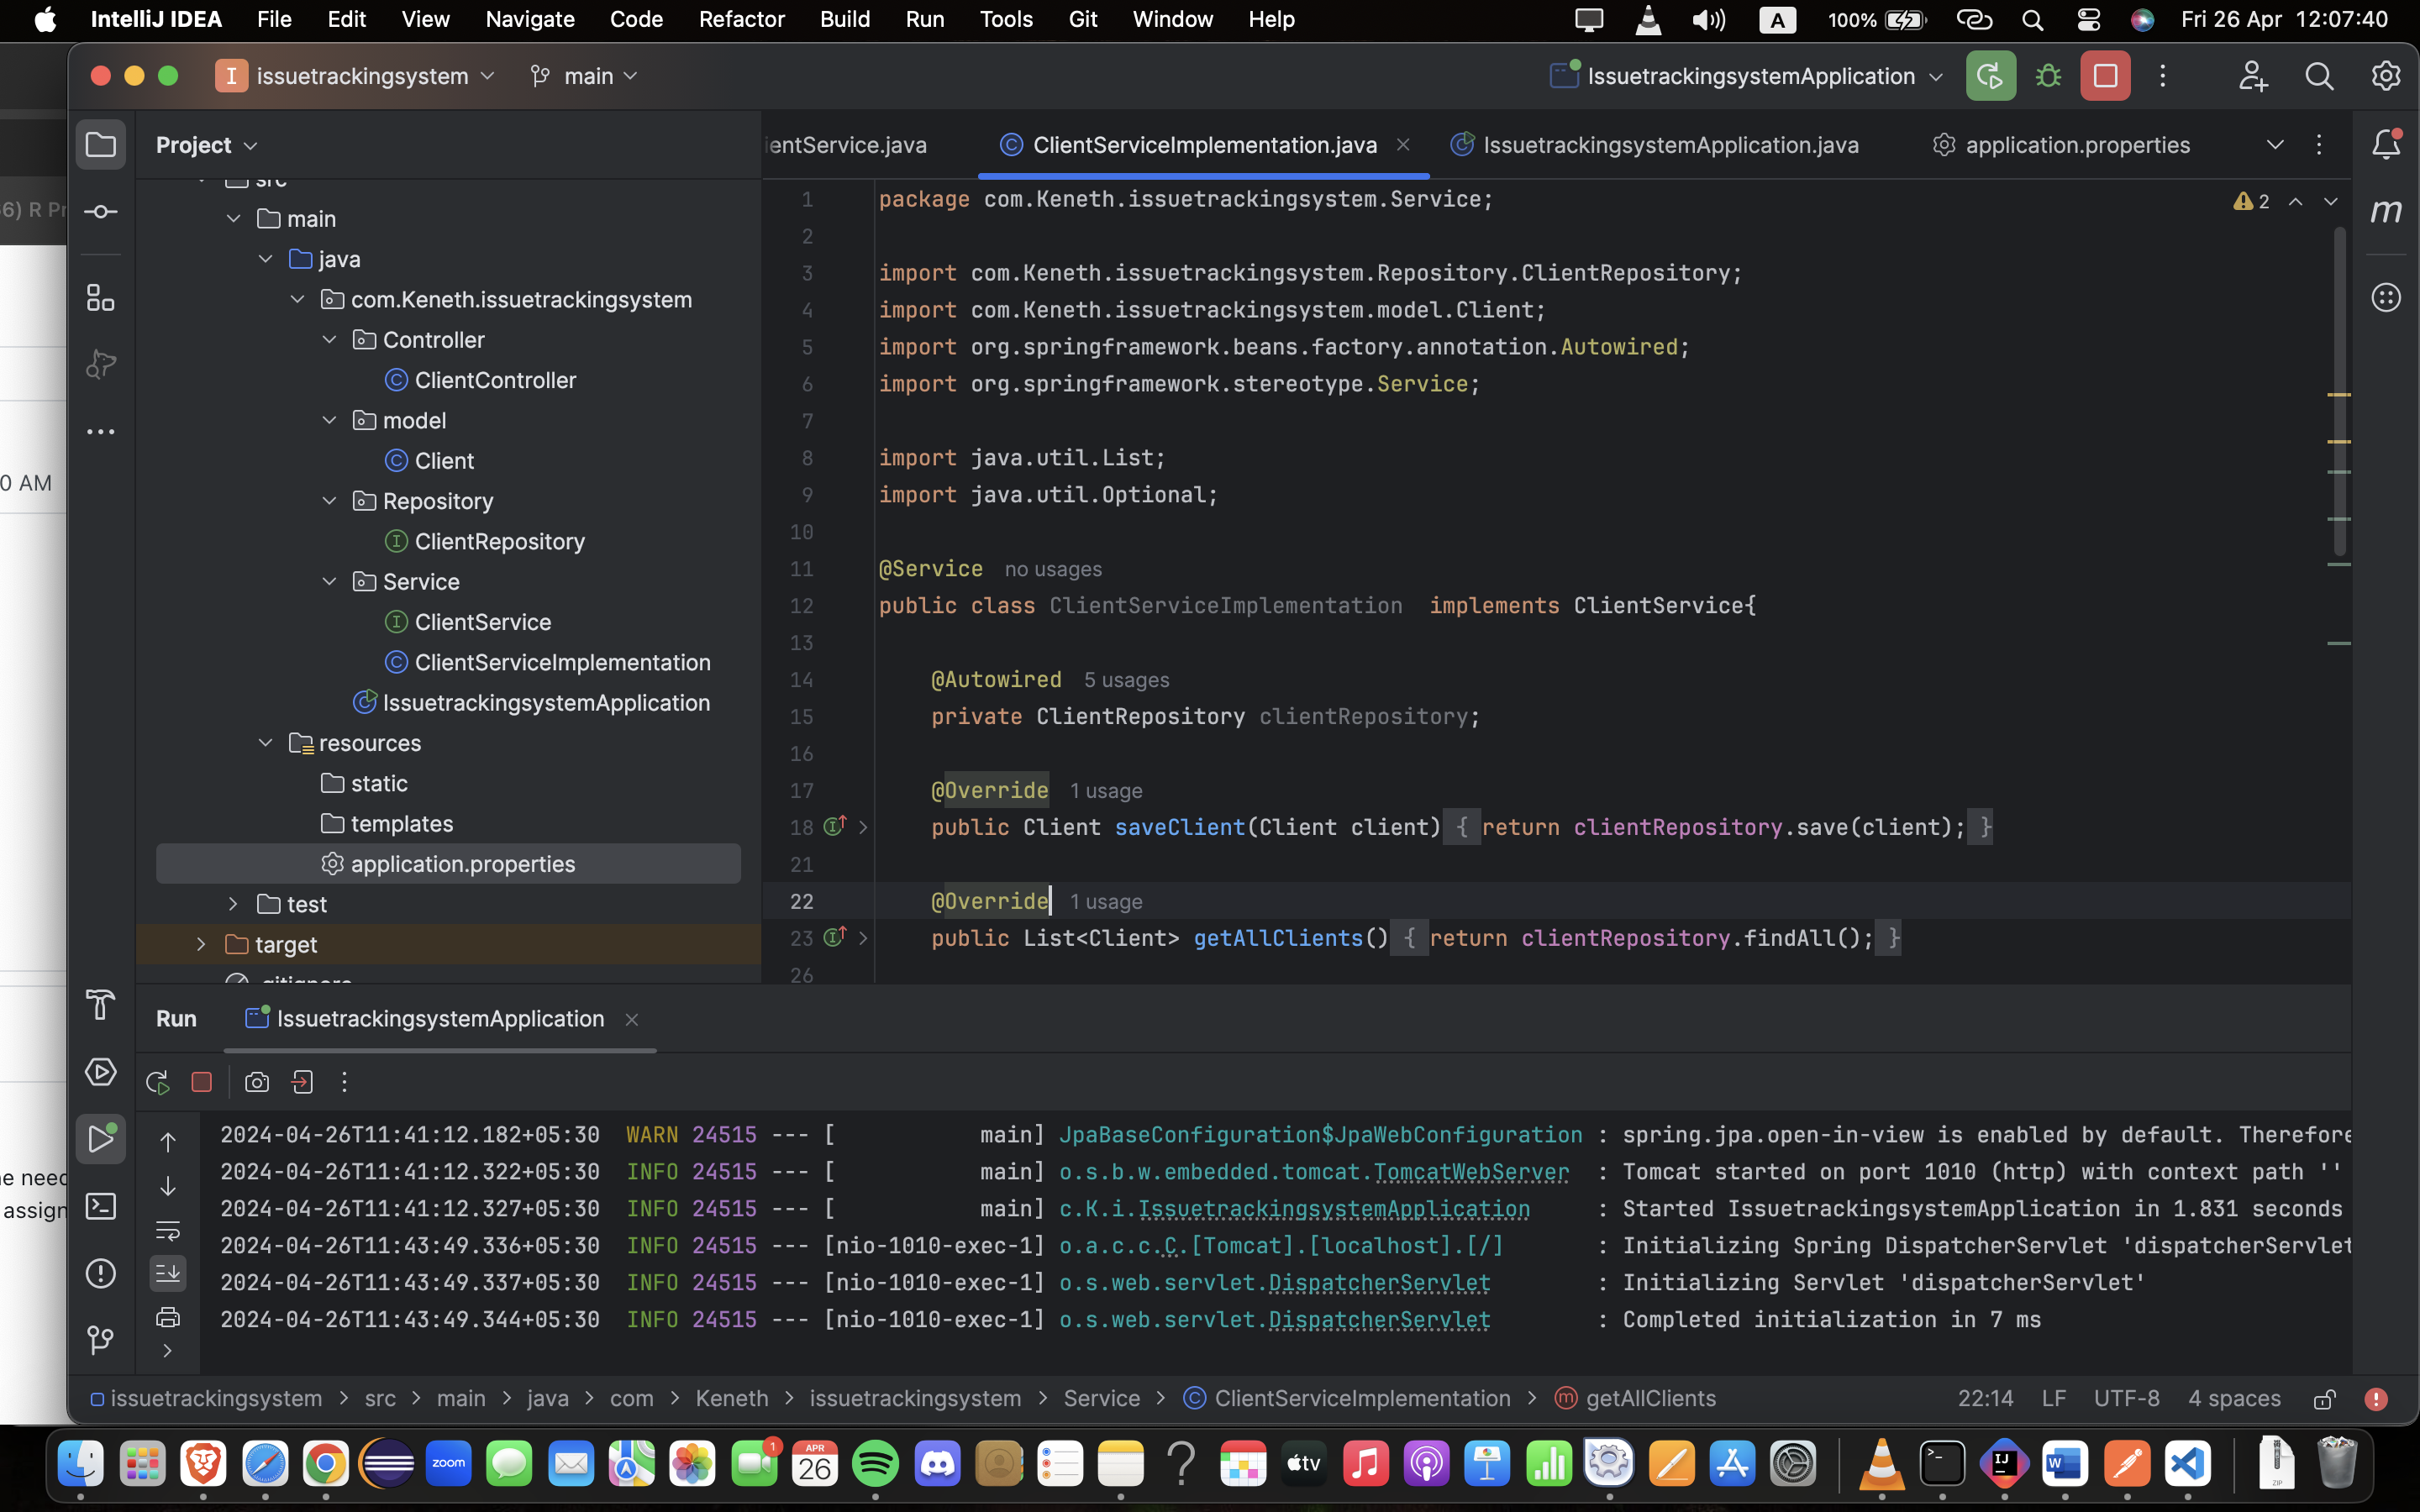 IntelliJ IDEA File Edit View Navigate Code Refactor Build Run Tools Git Window Help A 100% Fri 26 Apr 12:07:40
I issuetrackingsystem main IssuetrackingsystemApplication
Project
src
main
java
com.Keneth.issuetrackingsystem
Controller
ClientController
model
Client
Repository
ClientRepository
Service
ClientService
ClientServiceImplementation
IssuetrackingsystemApplication
resources
static
templates
application.properties
test
target
.gitignore
6) R Pr
0 AM
e need
assign
ientService.java ClientServiceImplementation.java IssuetrackingsystemApplication.java application.properties
2
1 package com.Keneth.issuetrackingsystem.Service;
2
3 import com.Keneth.issuetrackingsystem.Repository.ClientRepository;
4 import com.Keneth.issuetrackingsystem.model.Client;
5 import org.springframework.beans.factory.annotation.Autowired;
6 import org.springframework.stereotype.Service;
7
8 import java.util.List;
9 import java.util.Optional;
10
11 @Service no usages
12 public class ClientServiceImplementation implements ClientService{
13
14 @Autowired 5 usages
15 private ClientRepository clientRepository;
16
17 @Override 1 usage
18 public Client saveClient(Client client) { return clientRepository.save(client); }
21
22 @Override 1 usage
23 public List<Client> getAllClients() { return clientRepository.findAll(); }
26
Run IssuetrackingsystemApplication
2024-04-26T11:41:12.182+05:30 WARN 24515 --- [ main] JpaBaseConfiguration$JpaWebConfiguration : spring.jpa.open-in-view is enabled by default. Therefore
2024-04-26T11:41:12.322+05:30 INFO 24515 --- [ main] o.s.b.w.embedded.tomcat.TomcatWebServer : Tomcat started on port 1010 (http) with context path ''
2024-04-26T11:41:12.327+05:30 INFO 24515 --- [ main] c.K.i.IssuetrackingsystemApplication : Started IssuetrackingsystemApplication in 1.831 seconds
2024-04-26T11:43:49.336+05:30 INFO 24515 --- [nio-1010-exec-1] o.a.c.c.C.[Tomcat].[localhost].[/] : Initializing Spring DispatcherServlet 'dispatcherServlet
2024-04-26T11:43:49.337+05:30 INFO 24515 --- [nio-1010-exec-1] o.s.web.servlet.DispatcherServlet : Initializing Servlet 'dispatcherServlet'
2024-04-26T11:43:49.344+05:30 INFO 24515 --- [nio-1010-exec-1] o.s.web.servlet.DispatcherServlet : Completed initialization in 7 ms
issuetrackingsystem > src > main > java > com > Keneth > issuetrackingsystem > Service > ClientServiceImplementation > getAllClients 22:14 LF UTF-8 4 spaces
zoom 1 APR 26 tv IJ W ZIP